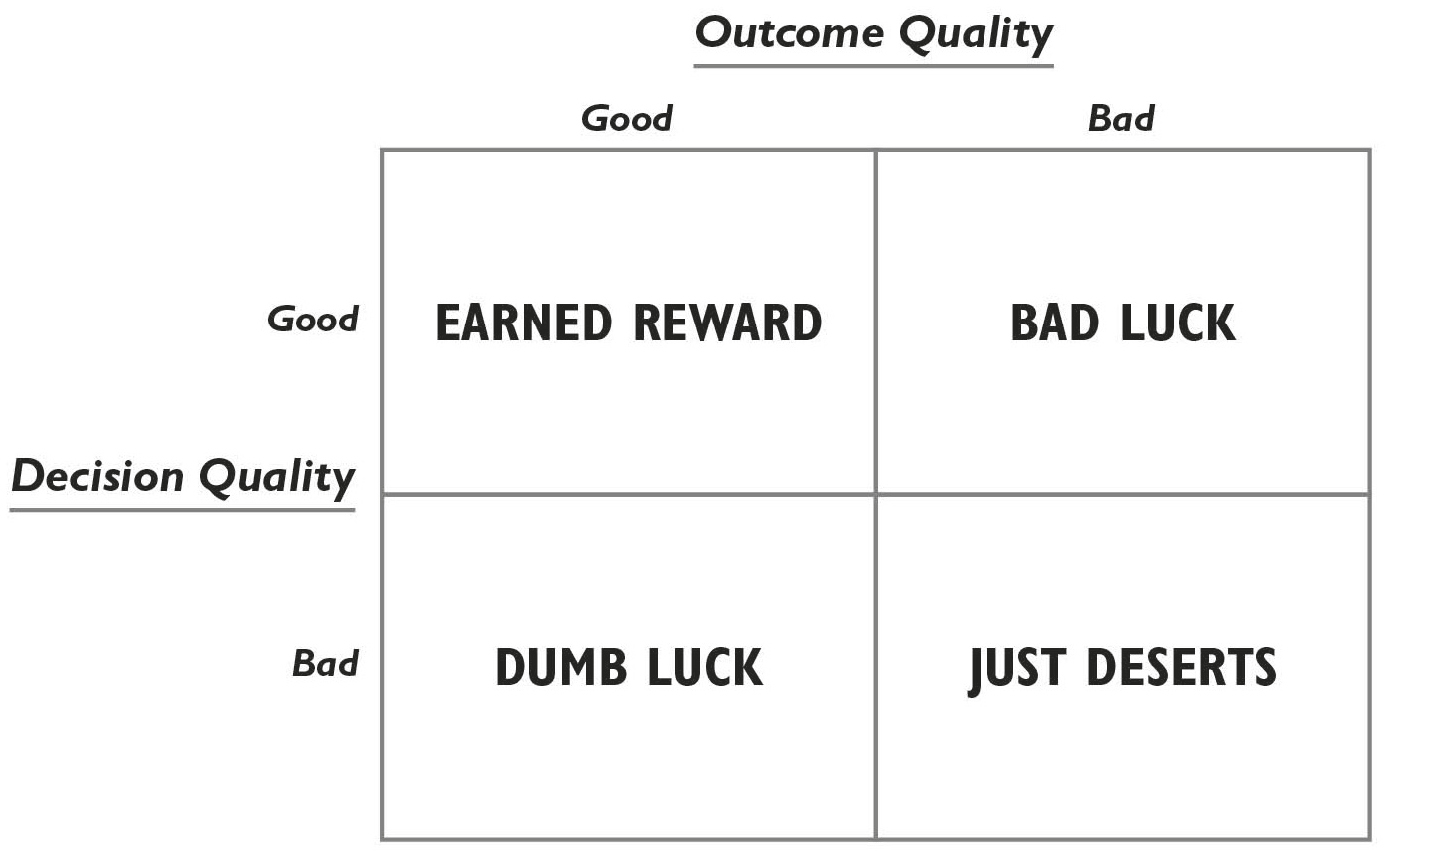 Outcome Quality
Good Bad
Good EARNED REWARD BAD LUCK
Decision Quality
Bad DUMB LUCK JUST DESERTS